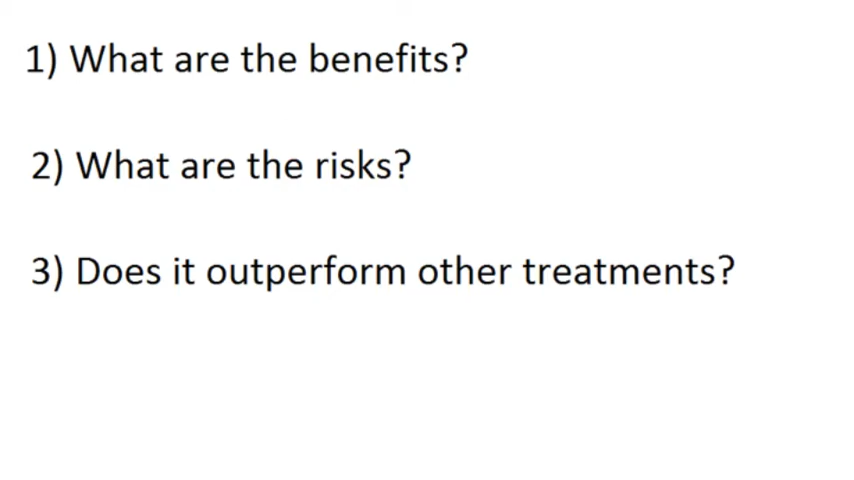 1) What are the benefits?
2) What are the risks?
3) Does it outperform other treatments?